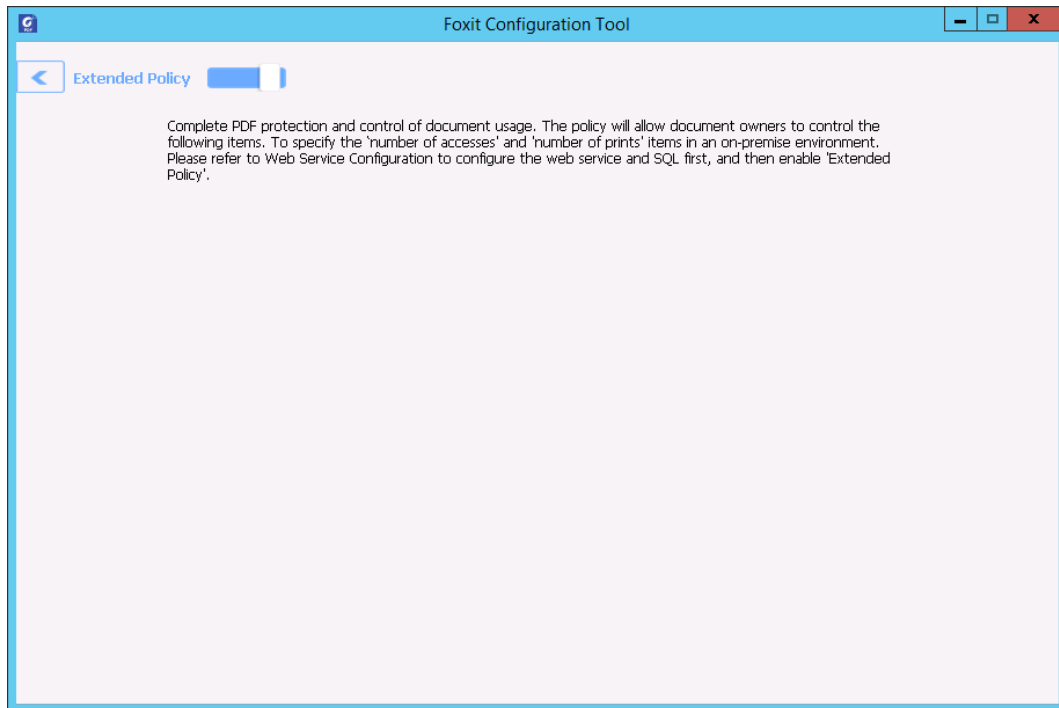 Foxit Configuration Tool
Extended Policy
Complete PDF protection and control of document usage. The policy will allow document owners to control the
following items. To specify the 'number of accesses' and 'number of prints' items in an on-premise environment.
Please refer to Web Service Configuration to configure the web service and SQL first, and then enable 'Extended
Policy'.